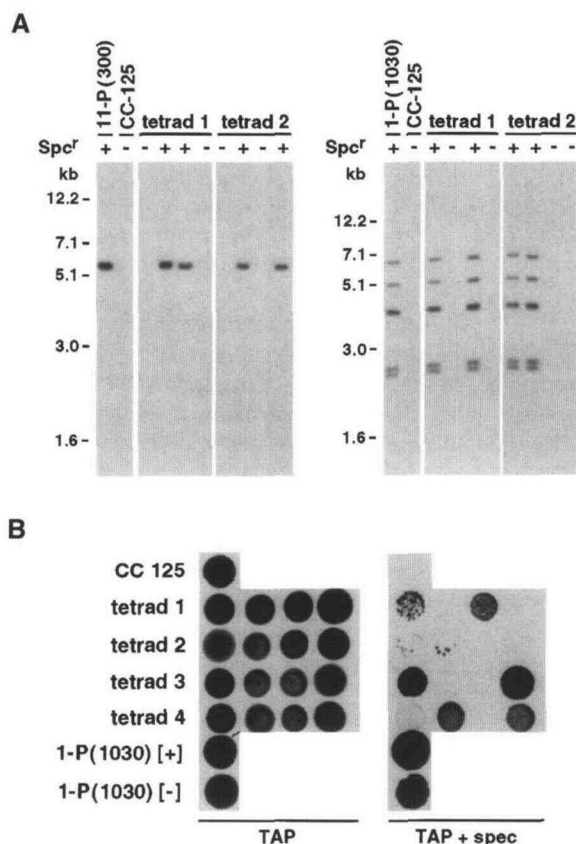 A
11-P(300)
CC-125
tetrad 1
tetrad 2
Spcr
+ - - + + - - + - +
kb
12.2 -
7.1 -
5.1 -
3.0 -
1.6 -
1-P(1030)
CC-125
tetrad 1
tetrad 2
+ - + - + - + + - -
kb
12.2 -
7.1 -
5.1 -
3.0 -
1.6 -
B
CC 125
tetrad 1
tetrad 2
tetrad 3
tetrad 4
1-P(1030) [+]
1-P(1030) [-]
TAP
TAP + spec